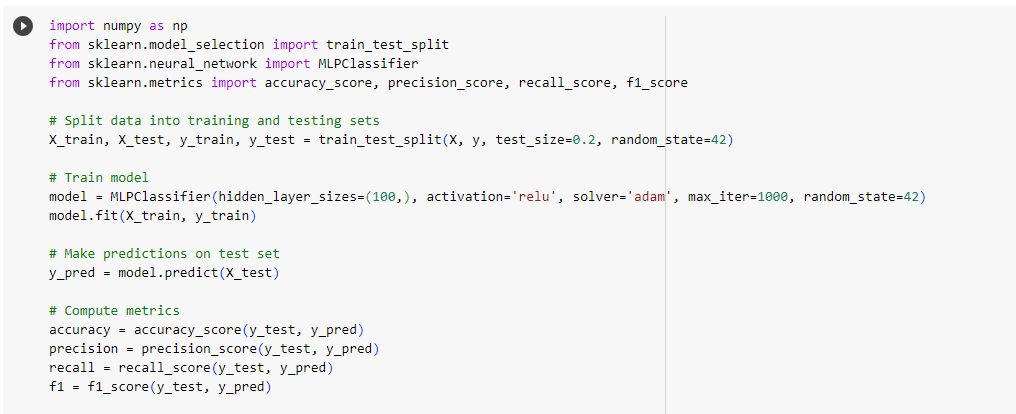 import numpy as np
from sklearn.model_selection import train_test_split
from sklearn.neural_network import MLPClassifier
from sklearn.metrics import accuracy_score, precision_score, recall_score, f1_score
# Split data into training and testing sets
X_train, X_test, y_train, y_test = train_test_split(X, y, test_size=0.2, random_state=42)
# Train model
model = MLPClassifier(hidden_layer_sizes=(100,), activation='relu', solver='adam', max_iter=1000, random_state=42)
model.fit(X_train, y_train)
# Make predictions on test set
y_pred = model.predict(X_test)
# Compute metrics
accuracy = accuracy_score(y_test, y_pred)
precision = precision_score(y_test, y_pred)
recall = recall_score(y_test, y_pred)
f1 = f1_score(y_test, y_pred)